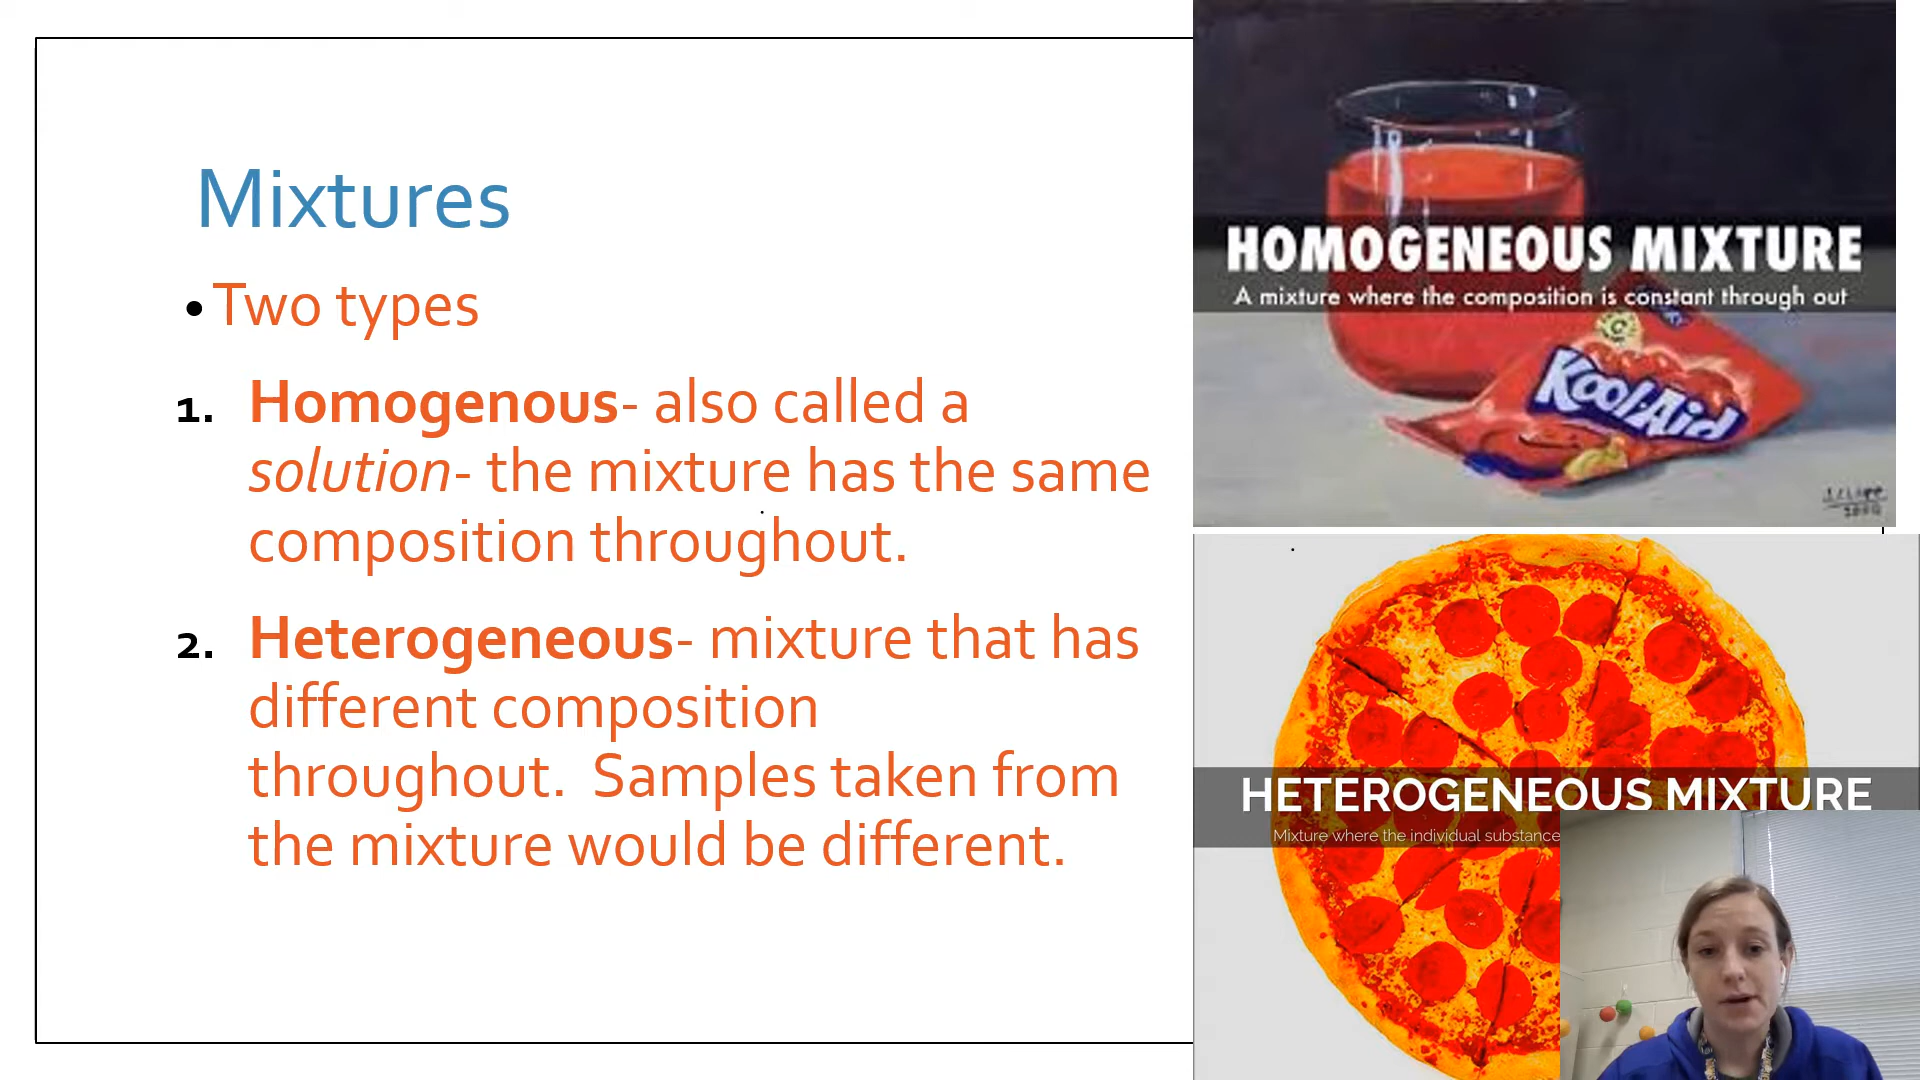 Mixtures
•Two types
1. Homogenous- also called a
solution- the mixture has the same
composition throughout.
2. Heterogeneous- mixture that has
different composition
throughout. Samples taken from
the mixture would be different.
HOMOGENEOUS MIXTURE
A mixture where the composition is constant through out
Kool-Aid
2000
HETEROGENEOUS MIXTURE
Mixture where the individual substance